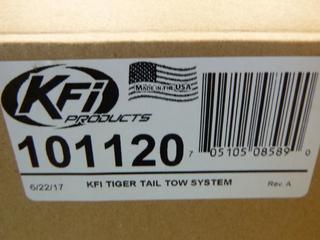 KFi
PRODUCTS
MADE IN THE USA
101120
7 05105 08589 0
6/22/17 KFI TIGER TAIL TOW SYSTEM Rev. A